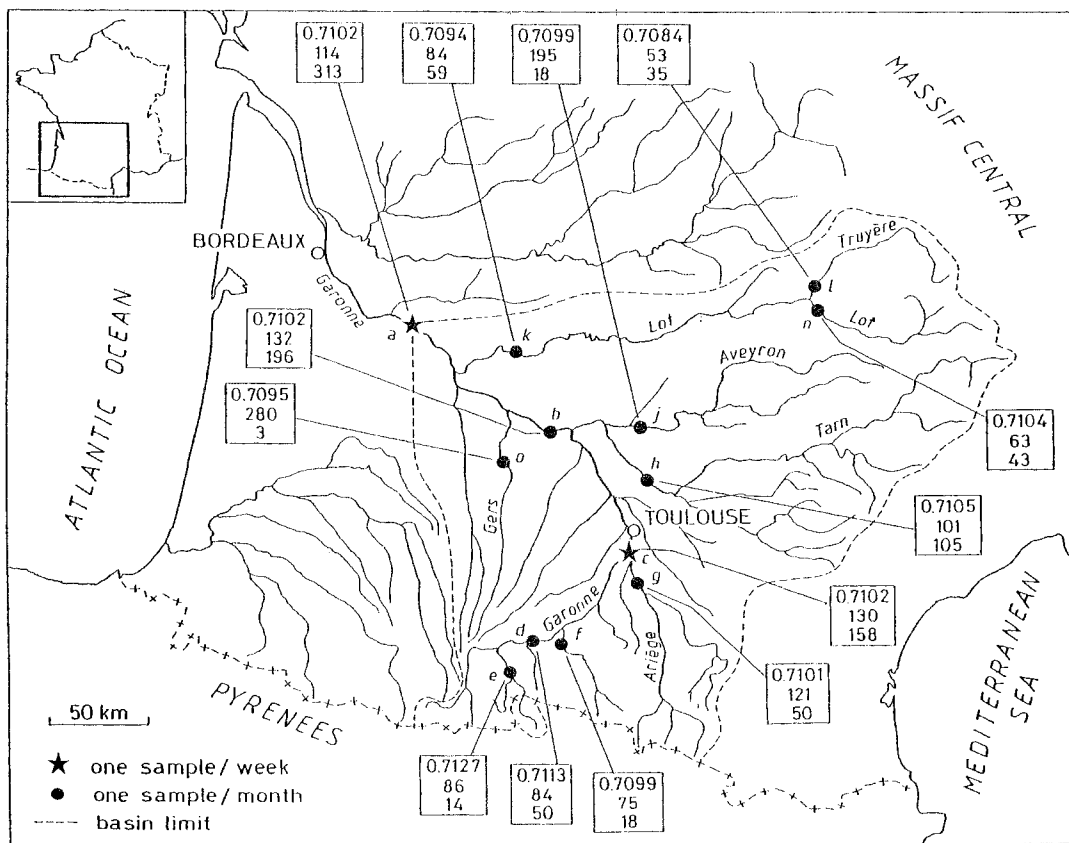 0.7102
114
313
0.7094
84
59
0.7099
195
18
0.7084
53
35
MASSIF CENTRAL
Truyère
BORDEAUX
Garonne
l
n
Lot
Lot
a
k
Aveyron
0.7102
132
196
0.7095
280
3
b
j
Tarn
0.7104
63
43
o
h
ATLANTIC OCEAN
Gers
TOULOUSE
c
g
0.7105
101
105
Garonne
d
f
e
Ariège
0.7102
130
158
0.7101
121
50
PYRENEES
MEDITERRANEAN
SEA
50 km
0.7127
86
14
0.7113
84
50
0.7099
75
18
one sample/ week
one sample/ month
basin limit